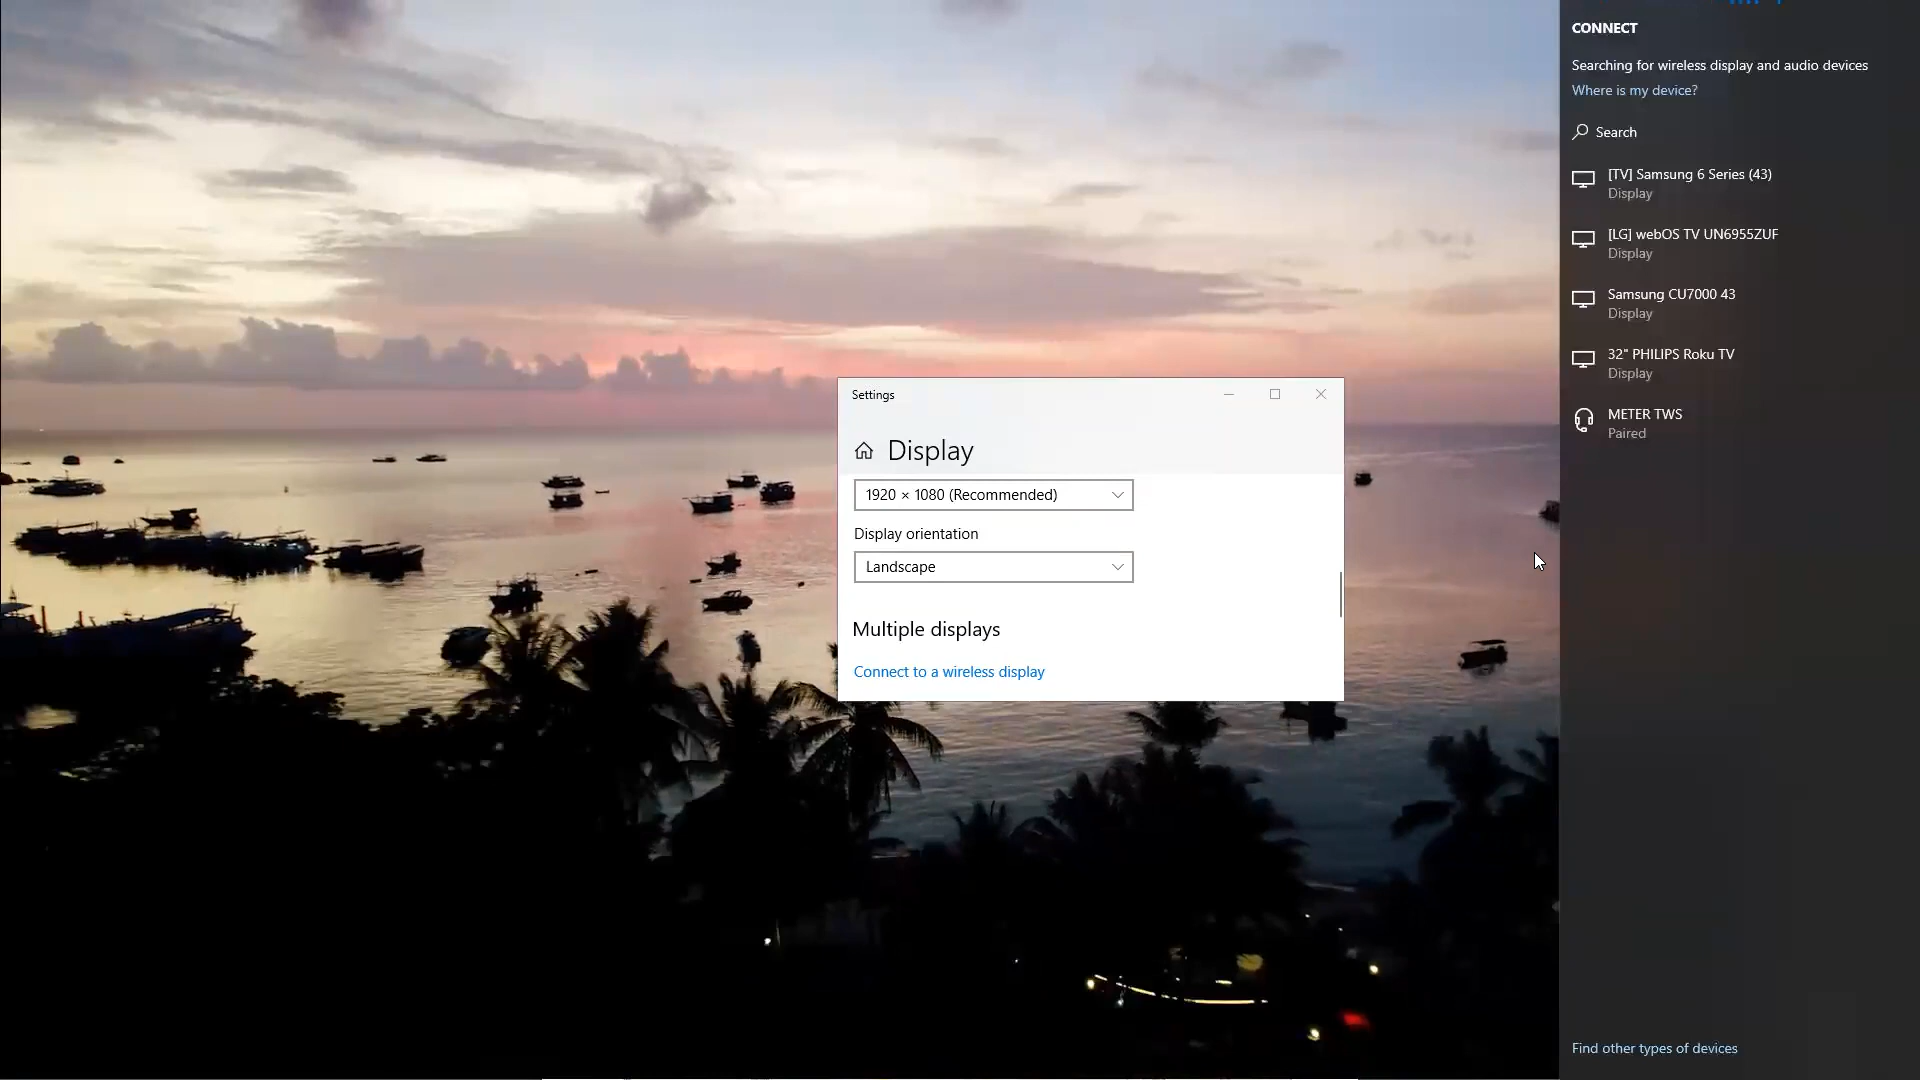 Settings
Display
1920 × 1080 (Recommended)
Display orientation
Landscape
Multiple displays
Connect to a wireless display
CONNECT
Searching for wireless display and audio devices
Where is my device?
Search
[TV] Samsung 6 Series (43)
Display
[LG] webOS TV UN6955ZUF
Display
Samsung CU7000 43
Display
32" PHILIPS Roku TV
Display
METER TWS
Paired
Find other types of devices